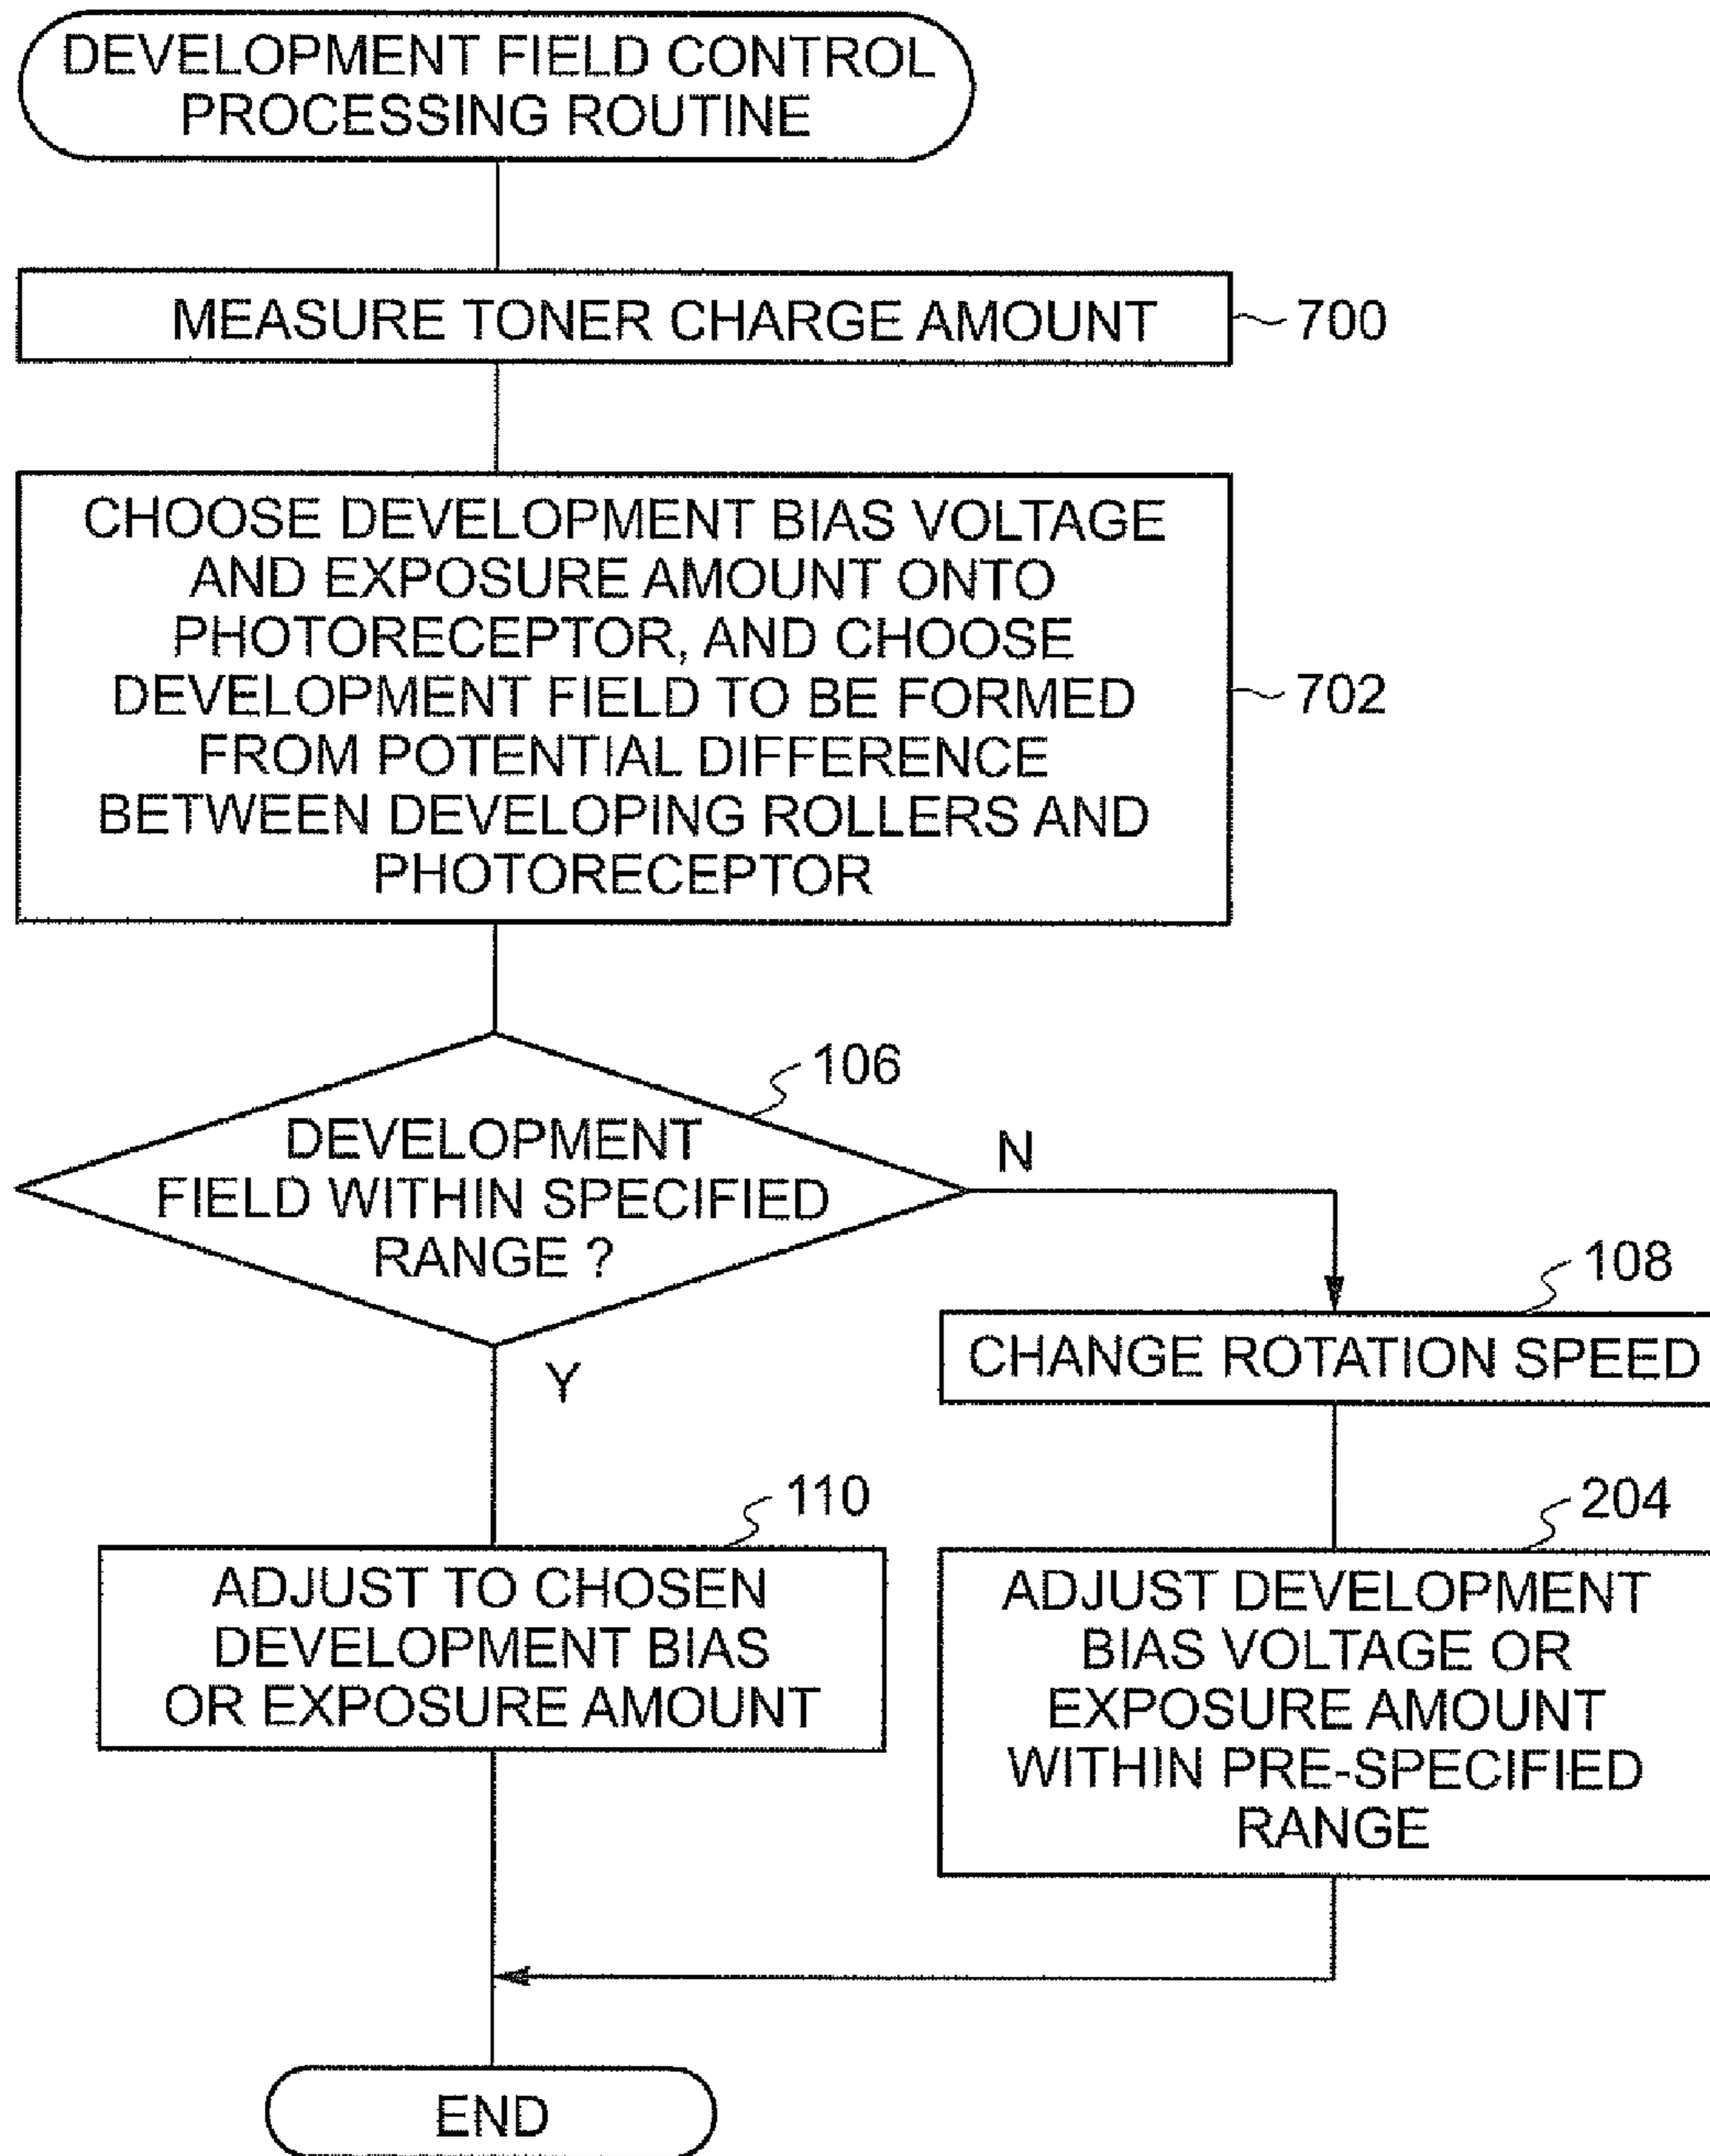 DEVELOPMENT FIELD CONTROL
PROCESSING ROUTINE
MEASURE TONER CHARGE AMOUNT
700
CHOOSE DEVELOPMENT BIAS VOLTAGE
AND EXPOSURE AMOUNT ONTO
PHOTORECEPTOR, AND CHOOSE
DEVELOPMENT FIELD TO BE FORMED
FROM POTENTIAL DIFFERENCE
BETWEEN DEVELOPING ROLLERS AND
PHOTORECEPTOR
702
106
DEVELOPMENT
FIELD WITHIN SPECIFIED
RANGE ?
N
Y
108
CHANGE ROTATION SPEED
110
ADJUST TO CHOSEN
DEVELOPMENT BIAS
OR EXPOSURE AMOUNT
204
ADJUST DEVELOPMENT
BIAS VOLTAGE OR
EXPOSURE AMOUNT
WITHIN PRE-SPECIFIED
RANGE
END